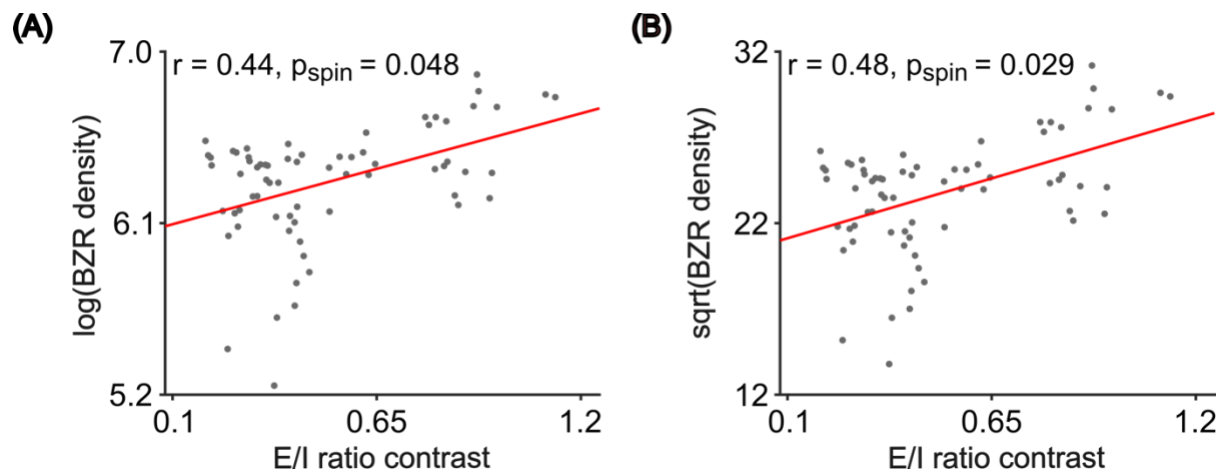 (A)
7.0
r = 0.44, pspin = 0.048
log(BZR density)
6.1
5.2
0.1 0.65 1.2
E/I ratio contrast
(B)
32
r = 0.48, pspin = 0.029
sqrt(BZR density)
22
12
0.1 0.65 1.2
E/I ratio contrast